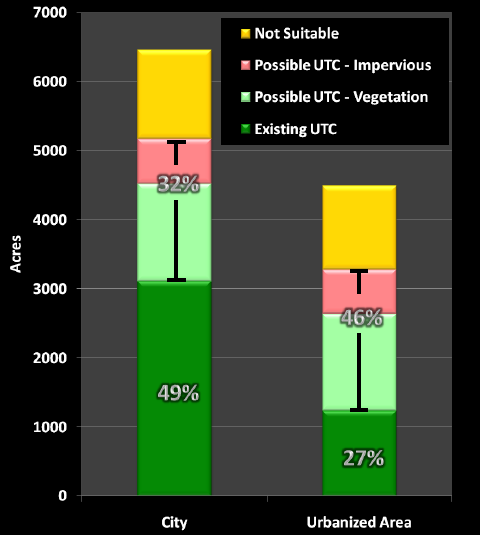 7000
6000
5000
4000
3000
2000
1000
0
Acres
Not Suitable
Possible UTC - Impervious
Possible UTC - Vegetation
Existing UTC
32%
49%
46%
27%
City
Urbanized Area